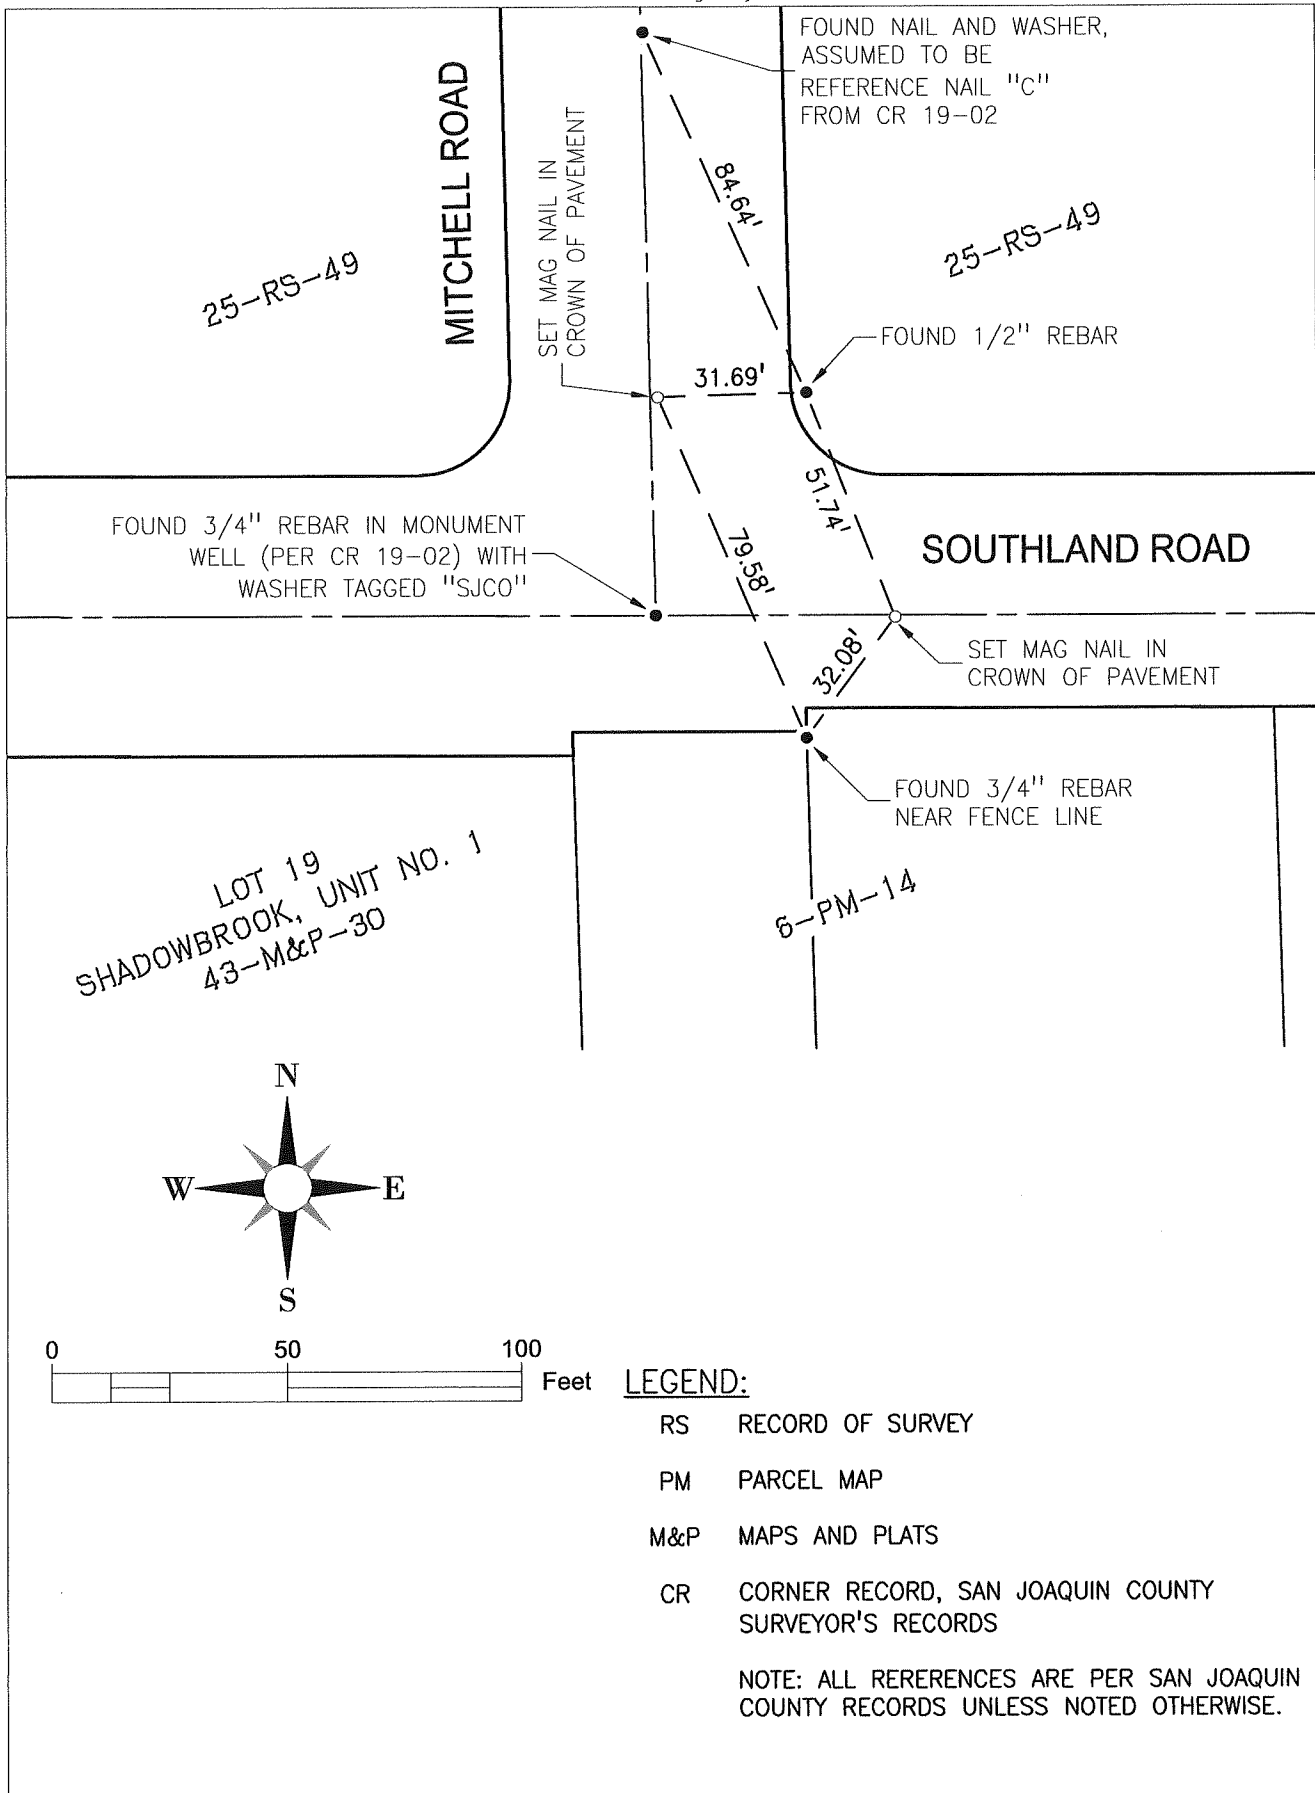 FOUND NAIL AND WASHER,
ASSUMED TO BE
REFERENCE NAIL "C"
FROM CR 19-02
MITCHELL ROAD
SET MAG NAIL IN
CROWN OF PAVEMENT
84.64'
25-RS-49
25-RS-49
FOUND 1/2" REBAR
31.69'
51.74'
FOUND 3/4" REBAR IN MONUMENT
WELL (PER CR 19-02) WITH
WASHER TAGGED "SJCO"
79.58'
SOUTHLAND ROAD
32.08'
SET MAG NAIL IN
CROWN OF PAVEMENT
FOUND 3/4" REBAR
NEAR FENCE LINE
LOT 19
SHADOWBROOK, UNIT NO. 1
43-M&P-30
6-PM-14
N
W
E
S
0 50 100
Feet
LEGEND:
RS RECORD OF SURVEY
PM PARCEL MAP
M&P MAPS AND PLATS
CR CORNER RECORD, SAN JOAQUIN COUNTY
SURVEYOR'S RECORDS
NOTE: ALL RERERENCES ARE PER SAN JOAQUIN
COUNTY RECORDS UNLESS NOTED OTHERWISE.